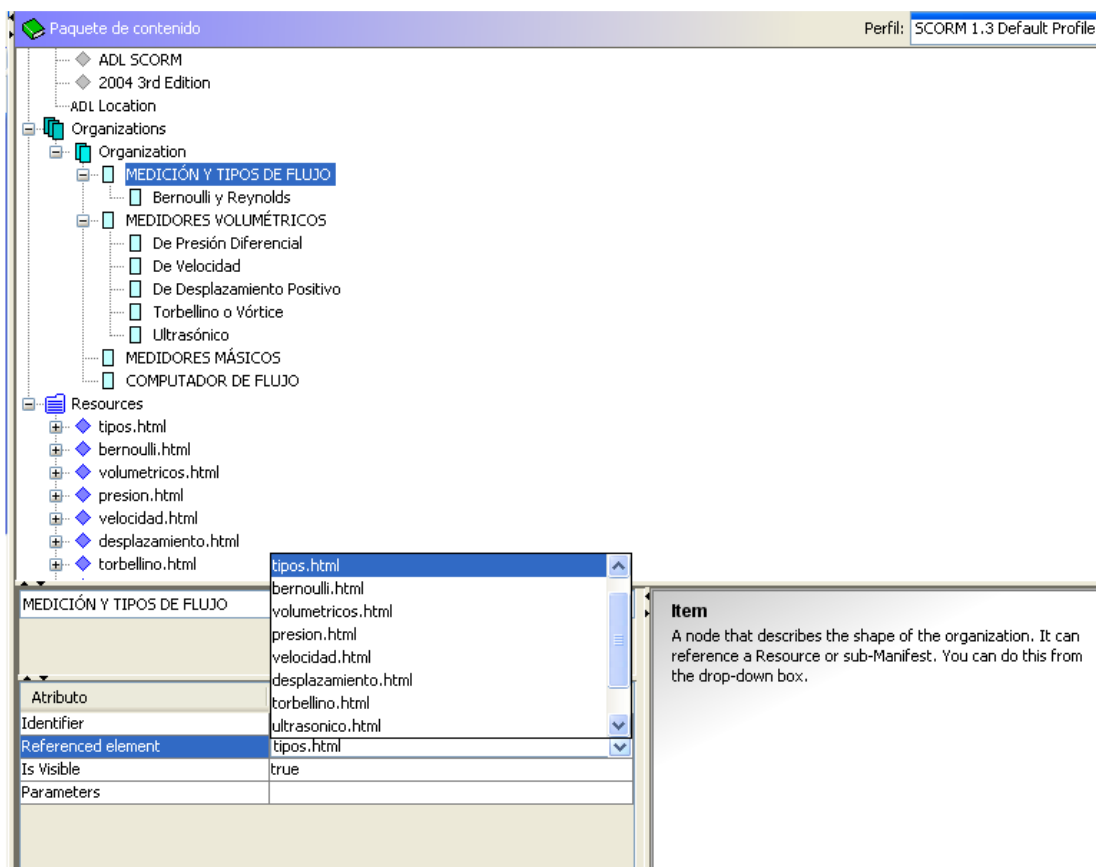 Paquete de contenido
Perfil: SCORM 1.3 Default Profile
ADL SCORM
2004 3rd Edition
ADL Location
Organizations
Organization
MEDICIÓN Y TIPOS DE FLUJO
Bernoulli y Reynolds
MEDIDORES VOLUMÉTRICOS
De Presión Diferencial
De Velocidad
De Desplazamiento Positivo
Torbellino o Vórtice
Ultrasónico
MEDIDORES MÁSICOS
COMPUTADOR DE FLUJO
Resources
tipos.html
bernoulli.html
volumetricos.html
presion.html
velocidad.html
desplazamiento.html
torbellino.html
tipos.html
bernoulli.html
volumetricos.html
presion.html
velocidad.html
desplazamiento.html
torbellino.html
ultrasonico.html
MEDICIÓN Y TIPOS DE FLUJO
Atributo
Identifier
Referenced element tipos.html
Is Visible true
Parameters
Item
A node that describes the shape of the organization. It can
reference a Resource or sub-Manifest. You can do this from
the drop-down box.